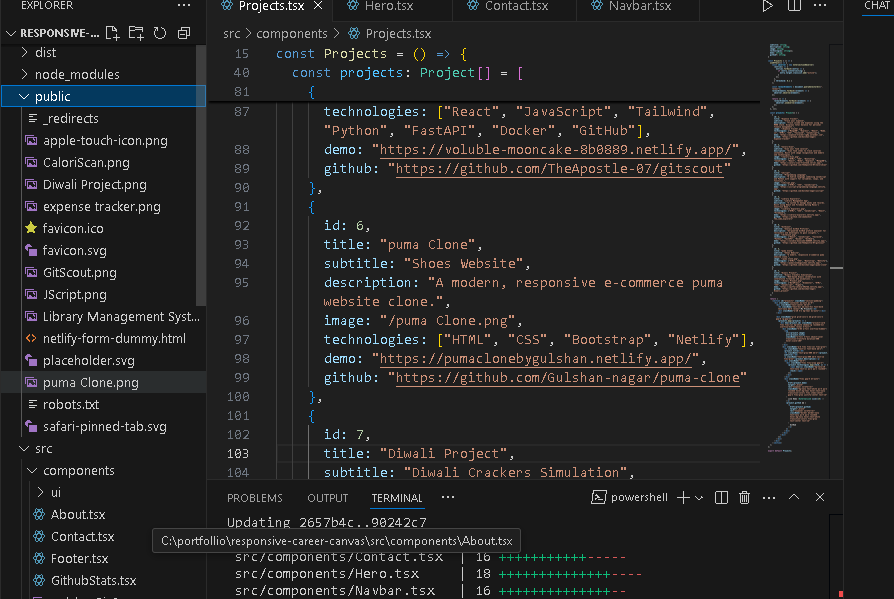 EXPLORER
RESPONSIVE-...
dist
node_modules
public
_redirects
apple-touch-icon.png
CaloriScan.png
Diwali Project.png
expense tracker.png
favicon.ico
favicon.svg
GitScout.png
JScript.png
Library Management Syst...
netlify-form-dummy.html
placeholder.svg
puma Clone.png
robots.txt
safari-pinned-tab.svg
src
components
ui
About.tsx
Contact.tsx
Footer.tsx
GithubStats.tsx
Projects.tsx
Hero.tsx
Contact.tsx
Navbar.tsx
CHAT
src > components > Projects.tsx
15 const Projects = () => {
40 const projects: Project[] = [
81 {
87 technologies: ["React", "JavaScript", "Tailwind",
"Python", "FastAPI", "Docker", "GitHub"],
88 demo: "https://voluble-mooncake-8b0889.netlify.app/",
89 github: "https://github.com/TheApostle-07/gitscout"
90 },
91 {
92 id: 6,
93 title: "puma Clone",
94 subtitle: "Shoes Website",
95 description: "A modern, responsive e-commerce puma
website clone.",
96 image: "/puma Clone.png",
97 technologies: ["HTML", "CSS", "Bootstrap", "Netlify"],
98 demo: "https://pumaclonebygulshan.netlify.app/",
99 github: "https://github.com/Gulshan-nagar/puma-clone"
100 },
101 {
102 id: 7,
103 title: "Diwali Project",
104 subtitle: "Diwali Crackers Simulation",
PROBLEMS OUTPUT TERMINAL ... powershell
Updating 2657b4c..90242c7
C:\portfollio\responsive-career-canvas\src\components\About.tsx
src/components/Contact.tsx | 16 +++++++++++-----
src/components/Hero.tsx | 18 ++++++++++++++----
src/components/Navbar.tsx | 16 ++++++++++++++--